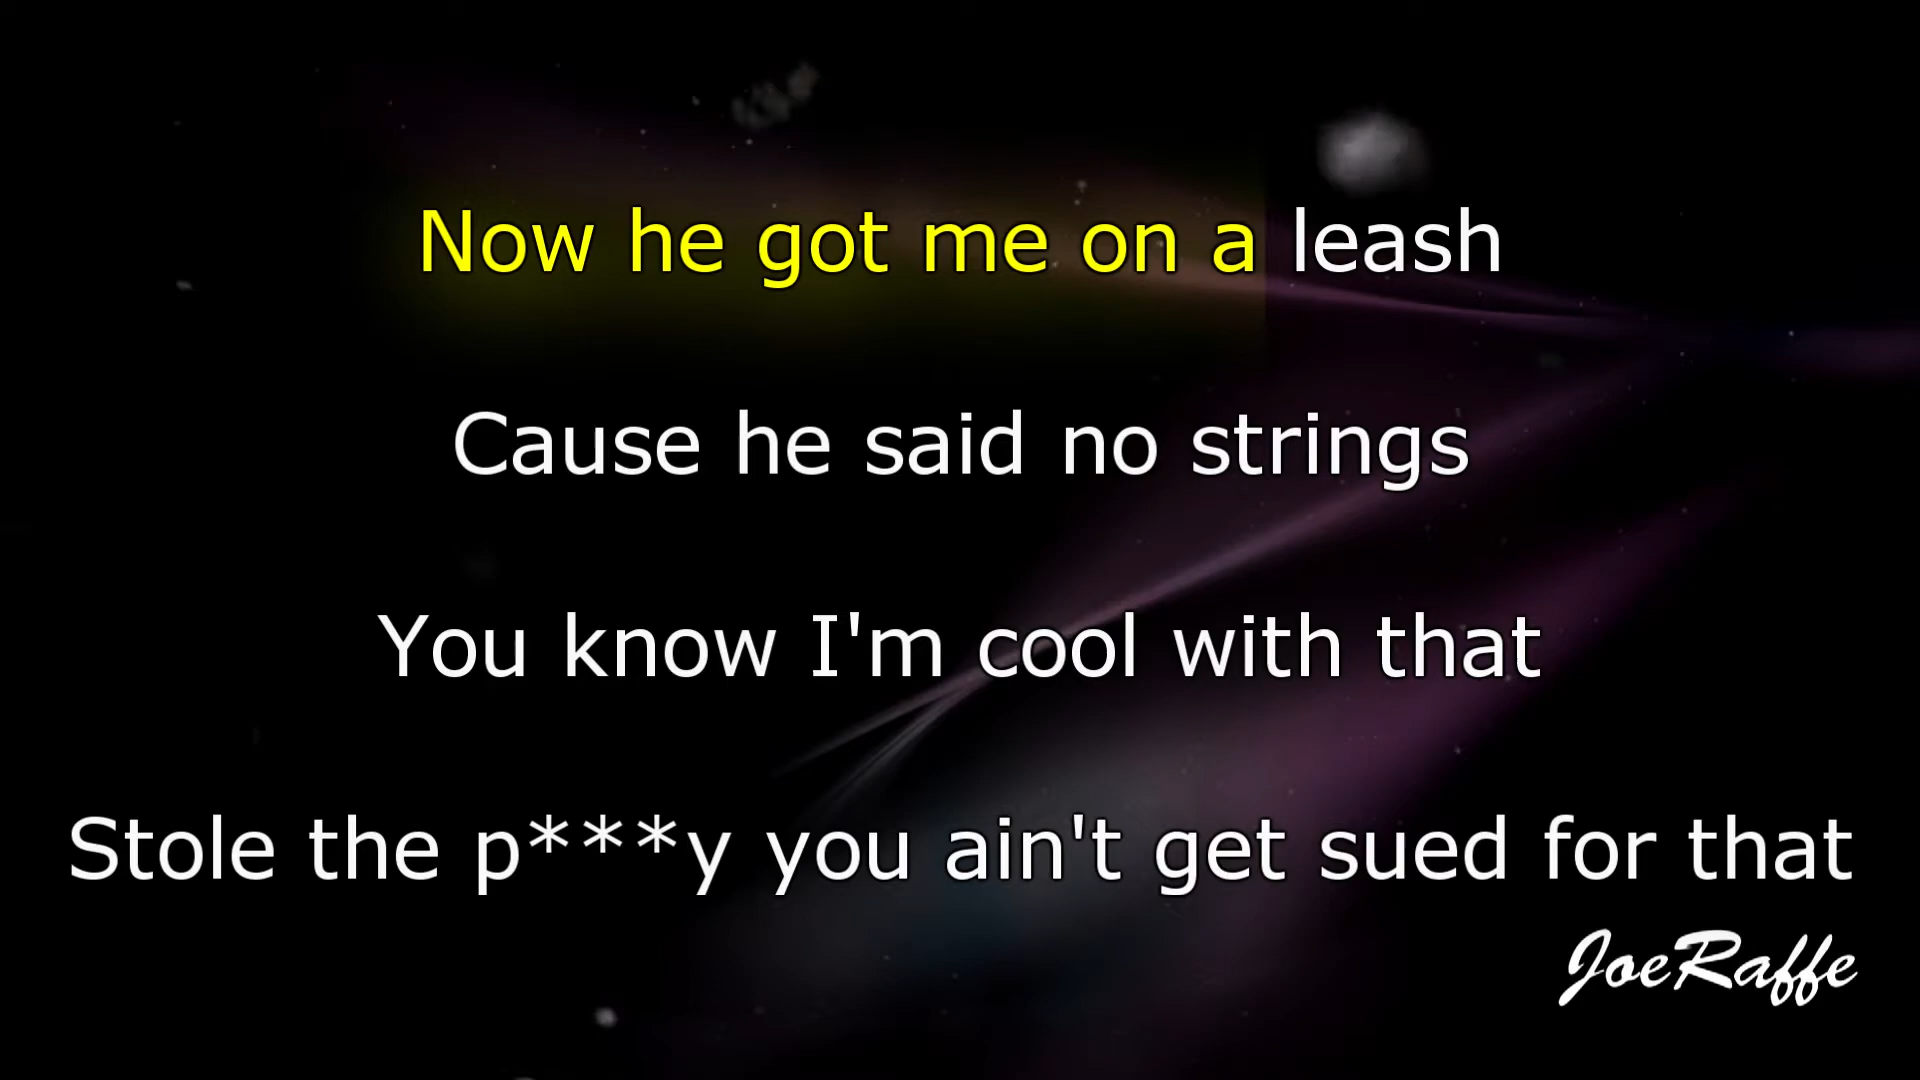 Now he got me on a leash
Cause he said no strings
You know I'm cool with that
Stole the p***y you ain't get sued for that
JoeRaffe